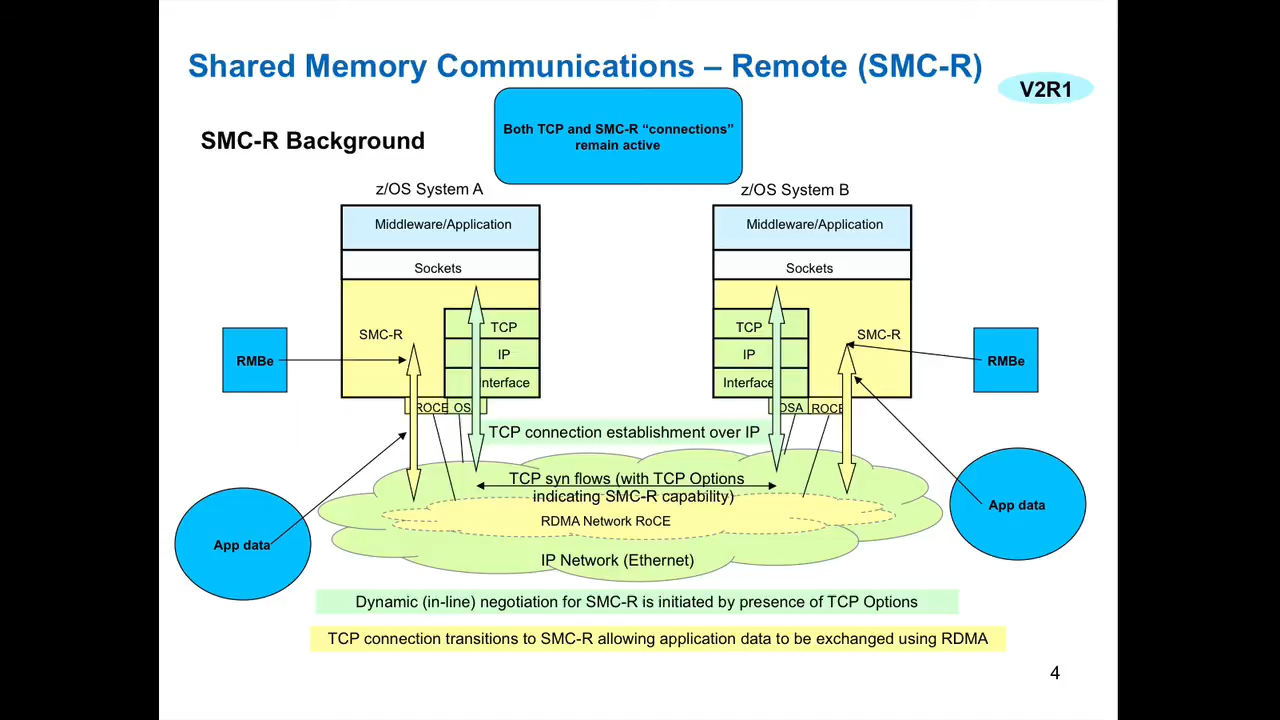 Shared Memory Communications – Remote (SMC-R)
V2R1
SMC-R Background
Both TCP and SMC-R “connections”
remain active
z/OS System A
z/OS System B
Middleware/Application
Middleware/Application
Sockets
Sockets
SMC-R
TCP
IP
Interface
TCP
IP
Interface
SMC-R
RMBe
RMBe
ROCE
OS
OSA
ROCE
TCP connection establishment over IP
TCP syn flows (with TCP Options
indicating SMC-R capability)
RDMA Network RoCE
IP Network (Ethernet)
App data
App data
Dynamic (in-line) negotiation for SMC-R is initiated by presence of TCP Options
TCP connection transitions to SMC-R allowing application data to be exchanged using RDMA
4